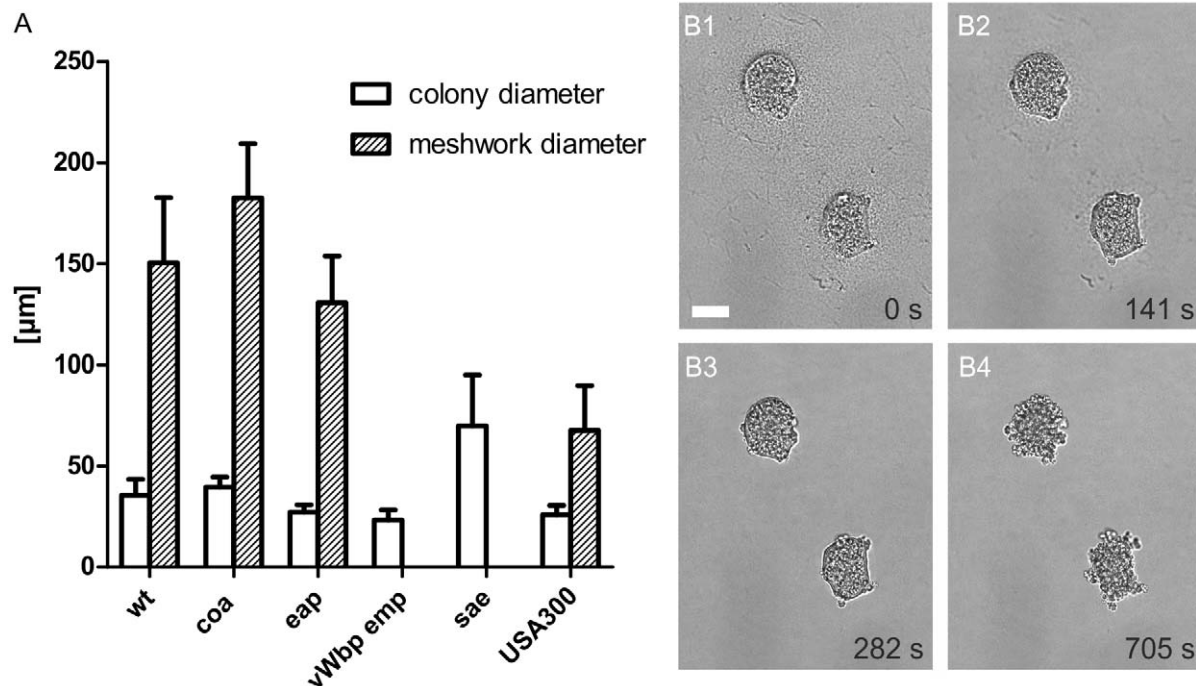 A
250
200
150
100
50
0
[µm]
colony diameter
meshwork diameter
wt
coa
eap
vWbp emp
sae
USA300
B1
0 s
B2
141 s
B3
282 s
B4
705 s